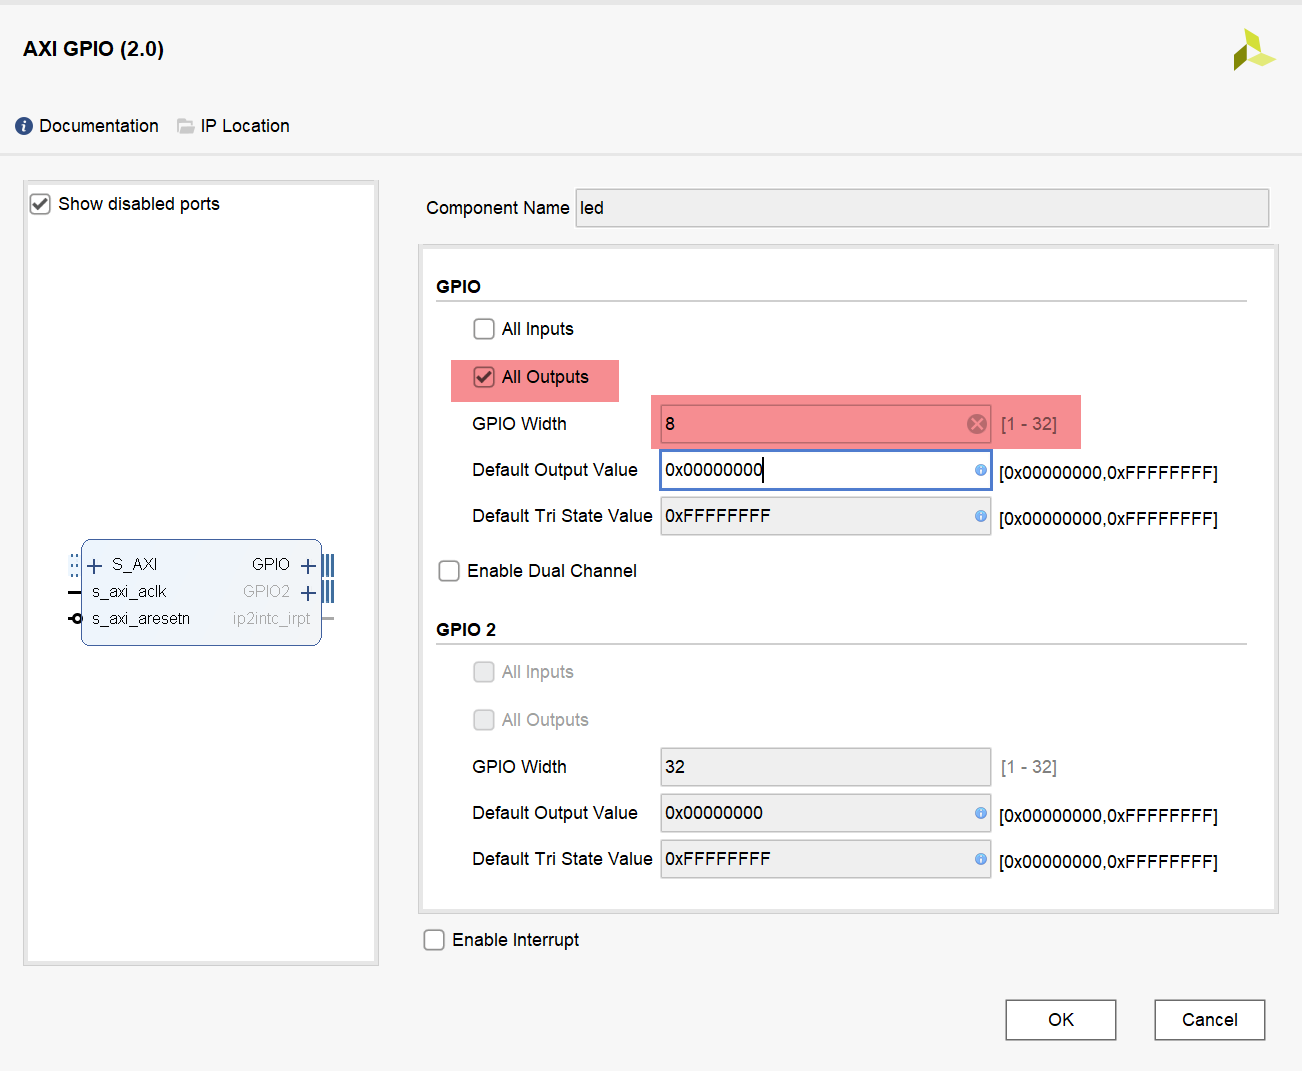 AXI GPIO (2.0)
Documentation IP Location
Show disabled ports
S_AXI GPIO
s_axi_aclk GPIO2
s_axi_aresetn ip2intc_irpt
Component Name led
GPIO
All Inputs
All Outputs
GPIO Width 8 [1 - 32]
Default Output Value 0x00000000 [0x00000000,0xFFFFFFFF]
Default Tri State Value 0xFFFFFFFF [0x00000000,0xFFFFFFFF]
Enable Dual Channel
GPIO 2
All Inputs
All Outputs
GPIO Width 32 [1 - 32]
Default Output Value 0x00000000 [0x00000000,0xFFFFFFFF]
Default Tri State Value 0xFFFFFFFF [0x00000000,0xFFFFFFFF]
Enable Interrupt
OK Cancel